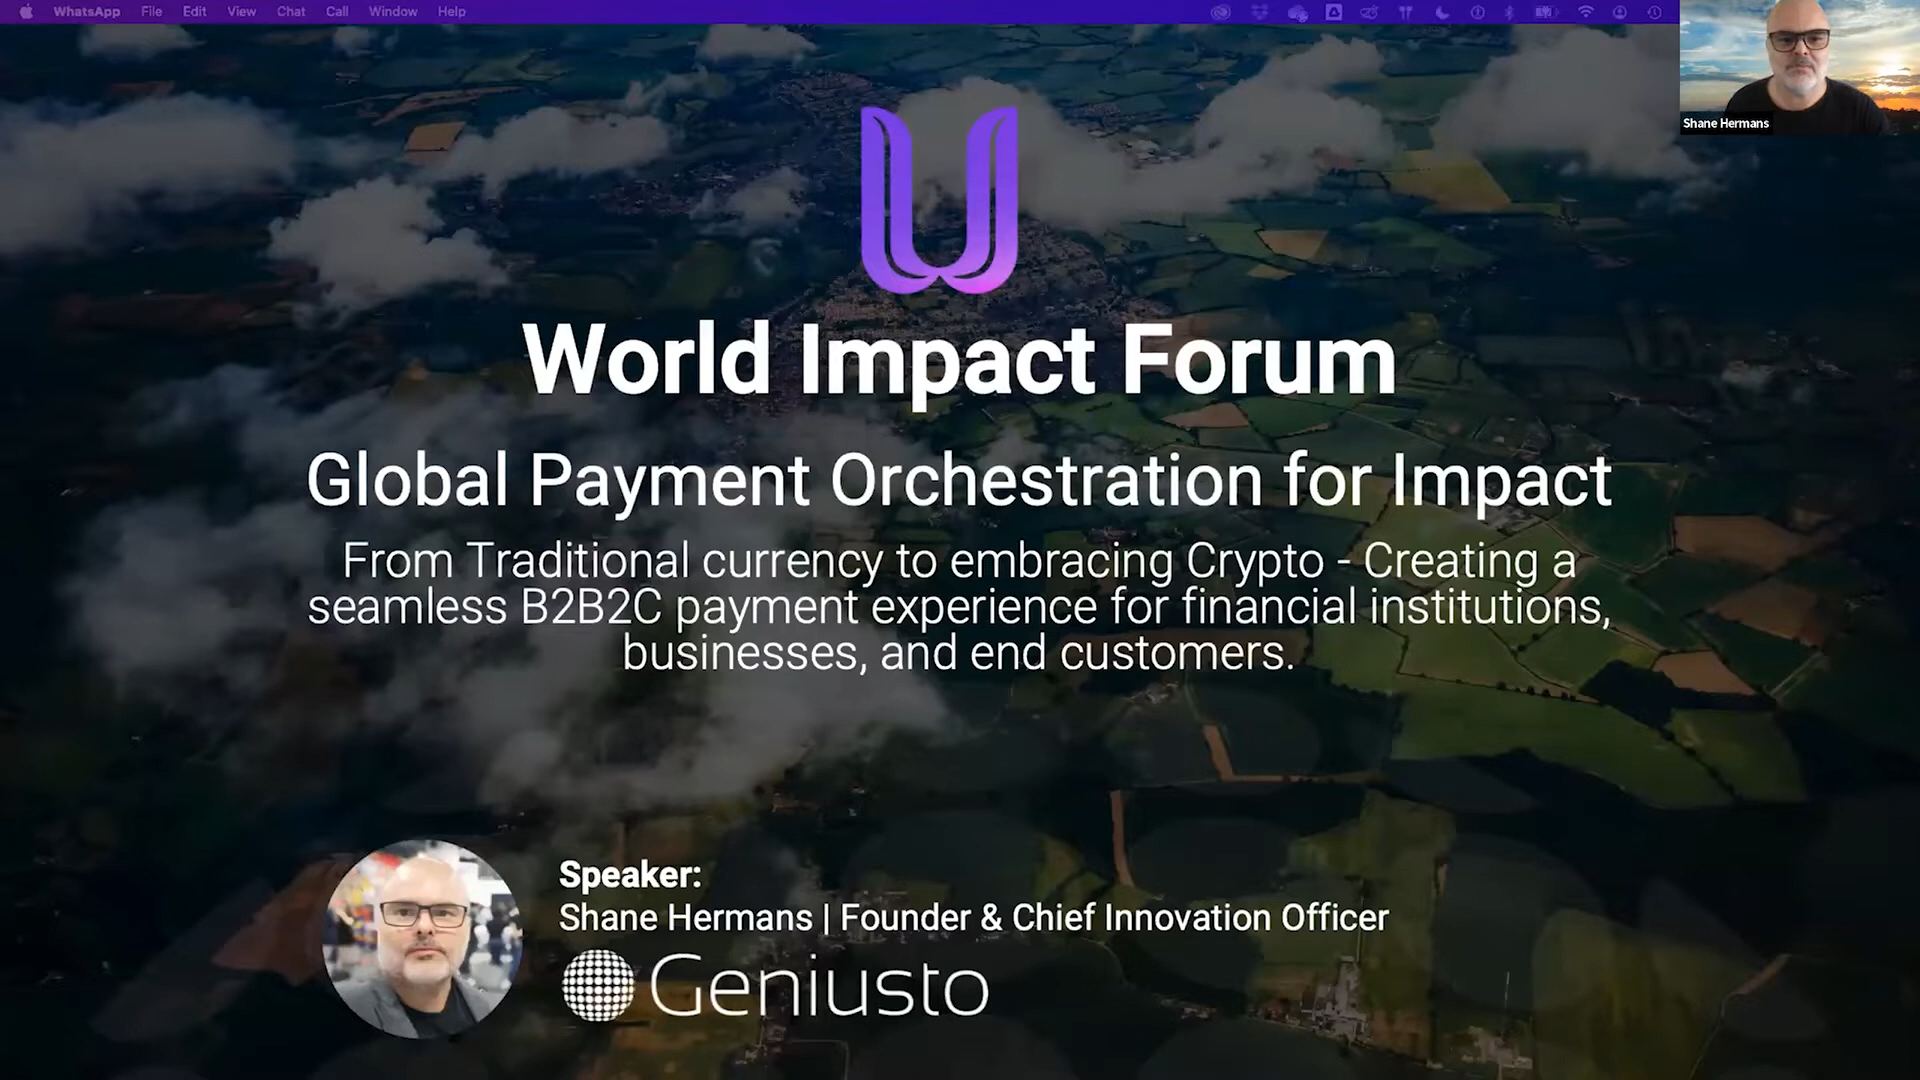 WhatsApp File Edit View Chat Call Window Help
Shane Hermans
World Impact Forum
Global Payment Orchestration for Impact
From Traditional currency to embracing Crypto - Creating a
seamless B2B2C payment experience for financial institutions,
businesses, and end customers.
Speaker:
Shane Hermans | Founder & Chief Innovation Officer
Geniusto